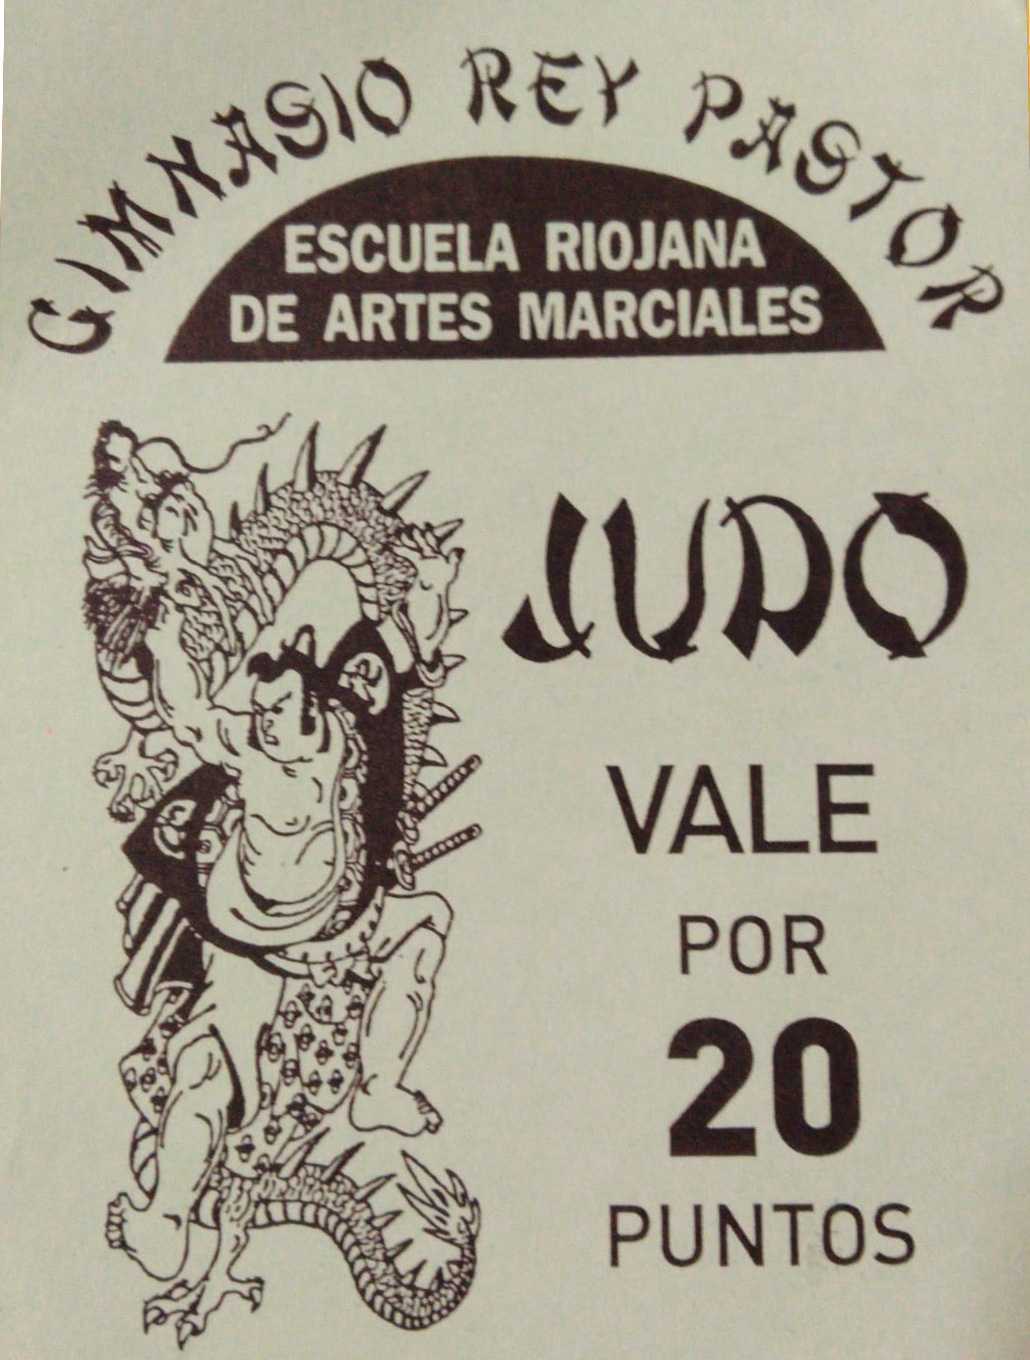 GIMNASIO REY PASTOR
ESCUELA RIOJANA
DE ARTES MARCIALES
JUDO
VALE
POR
20
PUNTOS